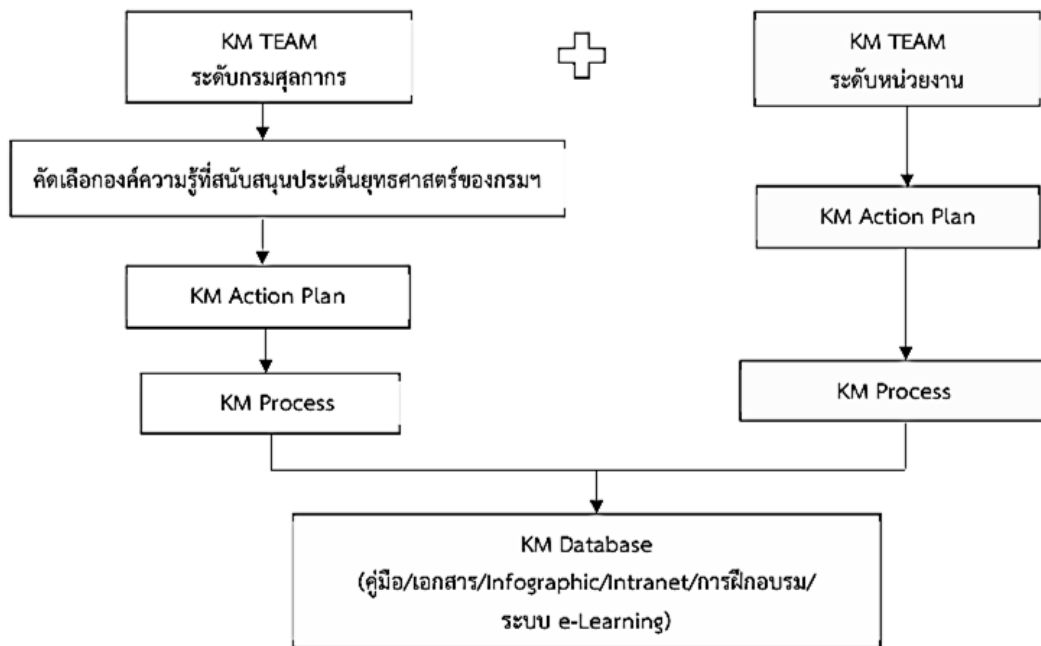 KM TEAM
ระดับกรมศุลกากร
คัดเลือกองค์ความรู้ที่สนับสนุนประเด็นยุทธศาสตร์ของกรมฯ
KM Action Plan
KM Process
KM TEAM
ระดับหน่วยงาน
KM Action Plan
KM Process
KM Database
(คู่มือ/เอกสาร/Infographic/Intranet/การฝึกอบรม/
ระบบ e-Learning)